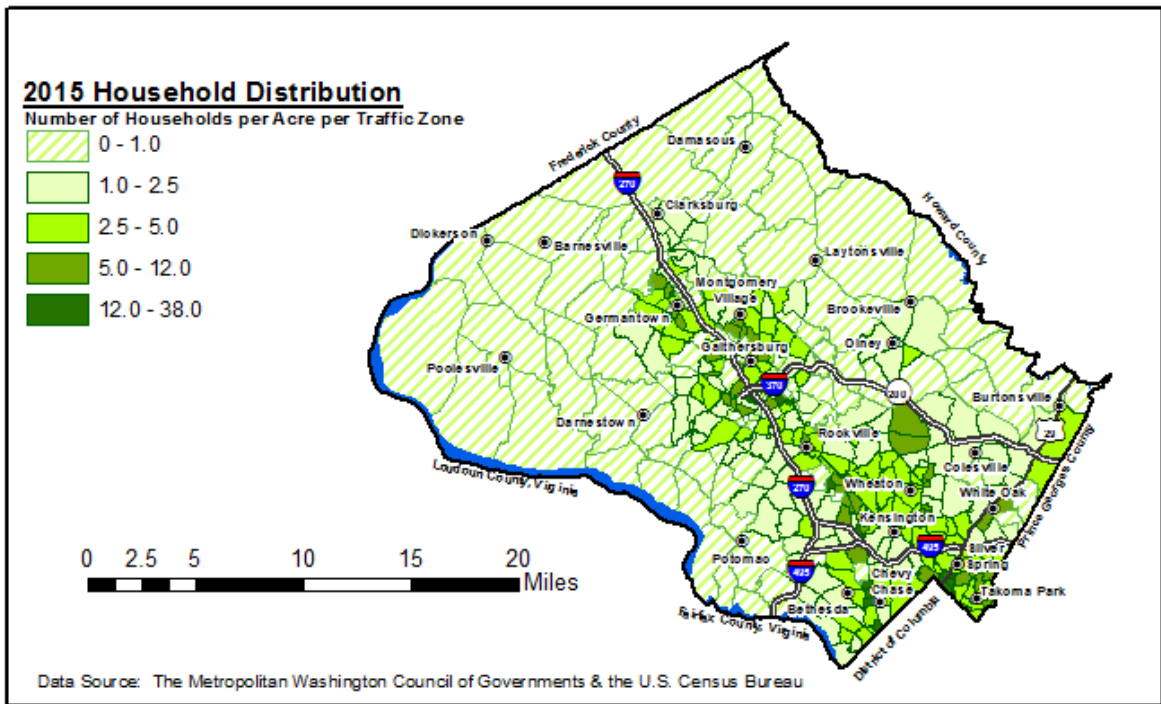 2015 Household Distribution
Number of Households per Acre per Traffic Zone
0 - 1.0
1.0 - 2.5
2.5 - 5.0
5.0 - 12.0
12.0 - 38.0
Frederick County
Damasous
270
Clarksburg
Howard County
Dickerson
Barnesville
Laytonsville
Montgomery
Village
Germantown
Brookeville
Olney
Gaithersburg
Poolesville
370
200
Burtonsville
29
Darnestown
Rockville
Colesville
Prince Georges County
Loudoun County, Virginia
270
Wheaton
White Oak
Kensington
495
Silver
Spring
Potomac
495
Chevy
Chase
Bethesda
Takoma Park
Fairfax County, Virginia
District of Columbia
0 2.5 5 10 15 20
Miles
Data Source: The Metropolitan Washington Council of Governments & the U.S. Census Bureau